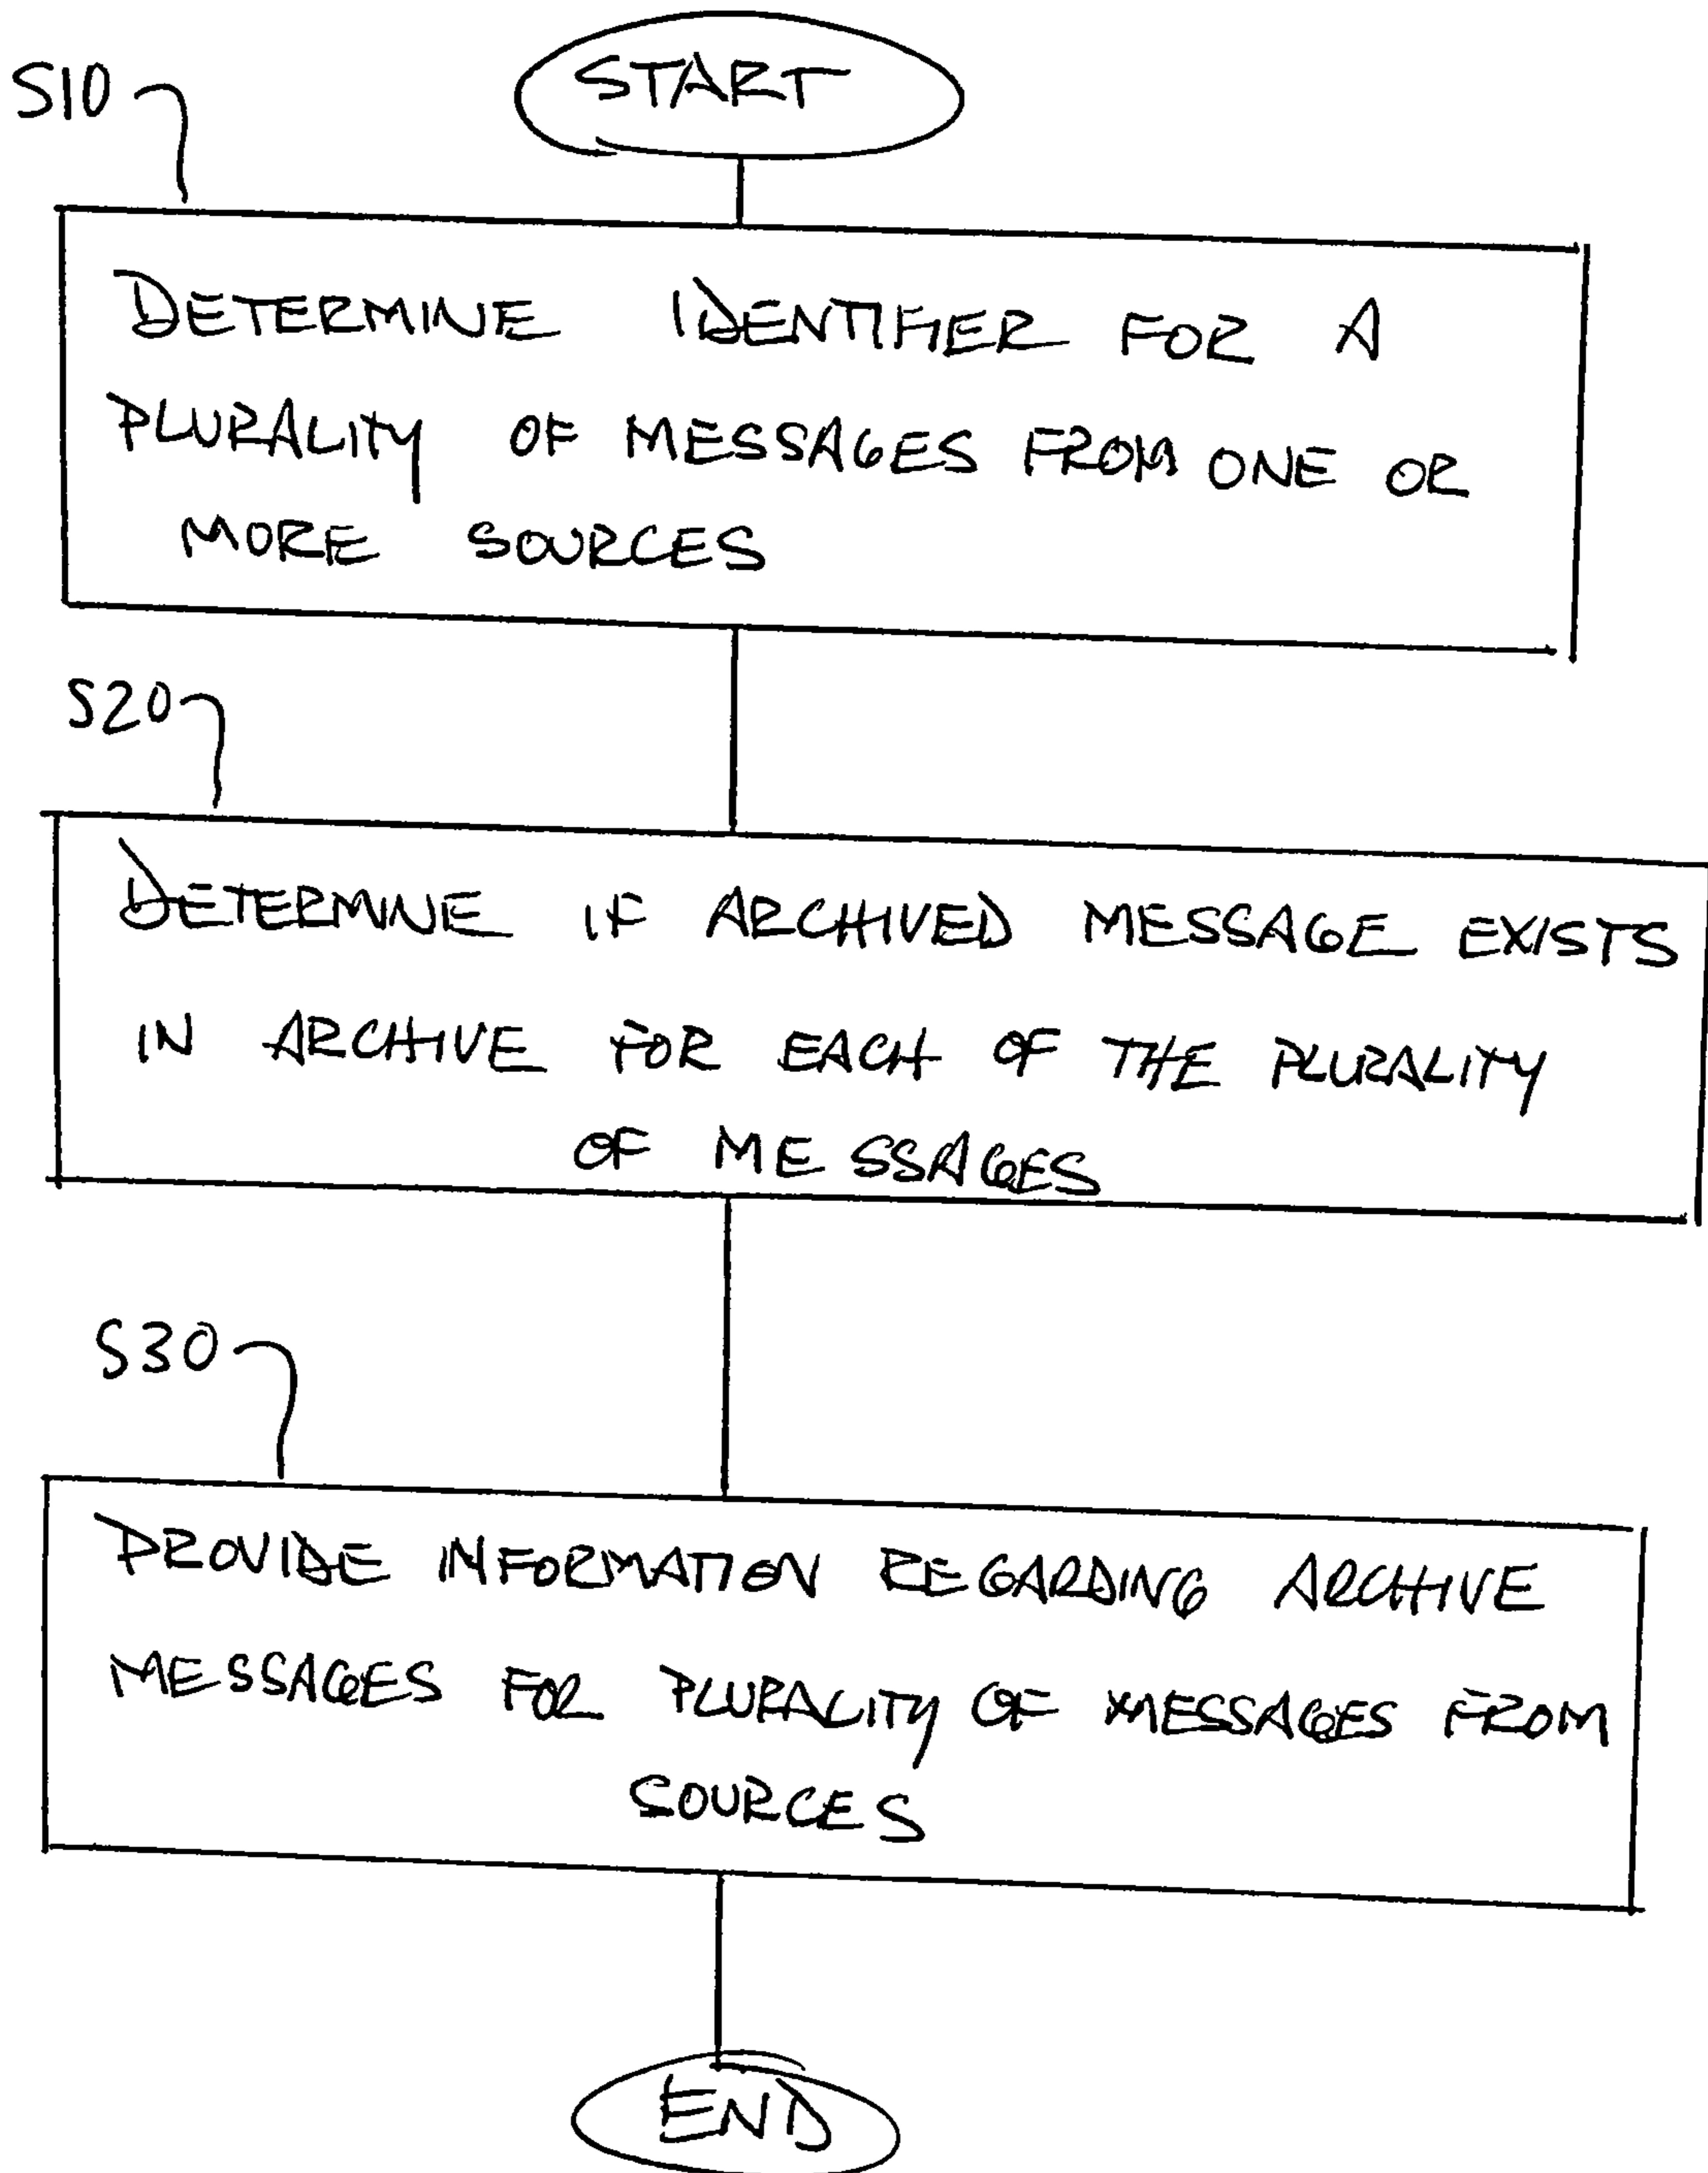 START
S10
DETERMINE IDENTIFIER FOR A
PLURALITY OF MESSAGES FROM ONE OR
MORE SOURCES
S20
DETERMINE IF ARCHIVED MESSAGE EXISTS
IN ARCHIVE FOR EACH OF THE PLURALITY
OF MESSAGES
S30
PROVIDE INFORMATION REGARDING ARCHIVE
MESSAGES FOR PLURALITY OF MESSAGES FROM
SOURCES
END